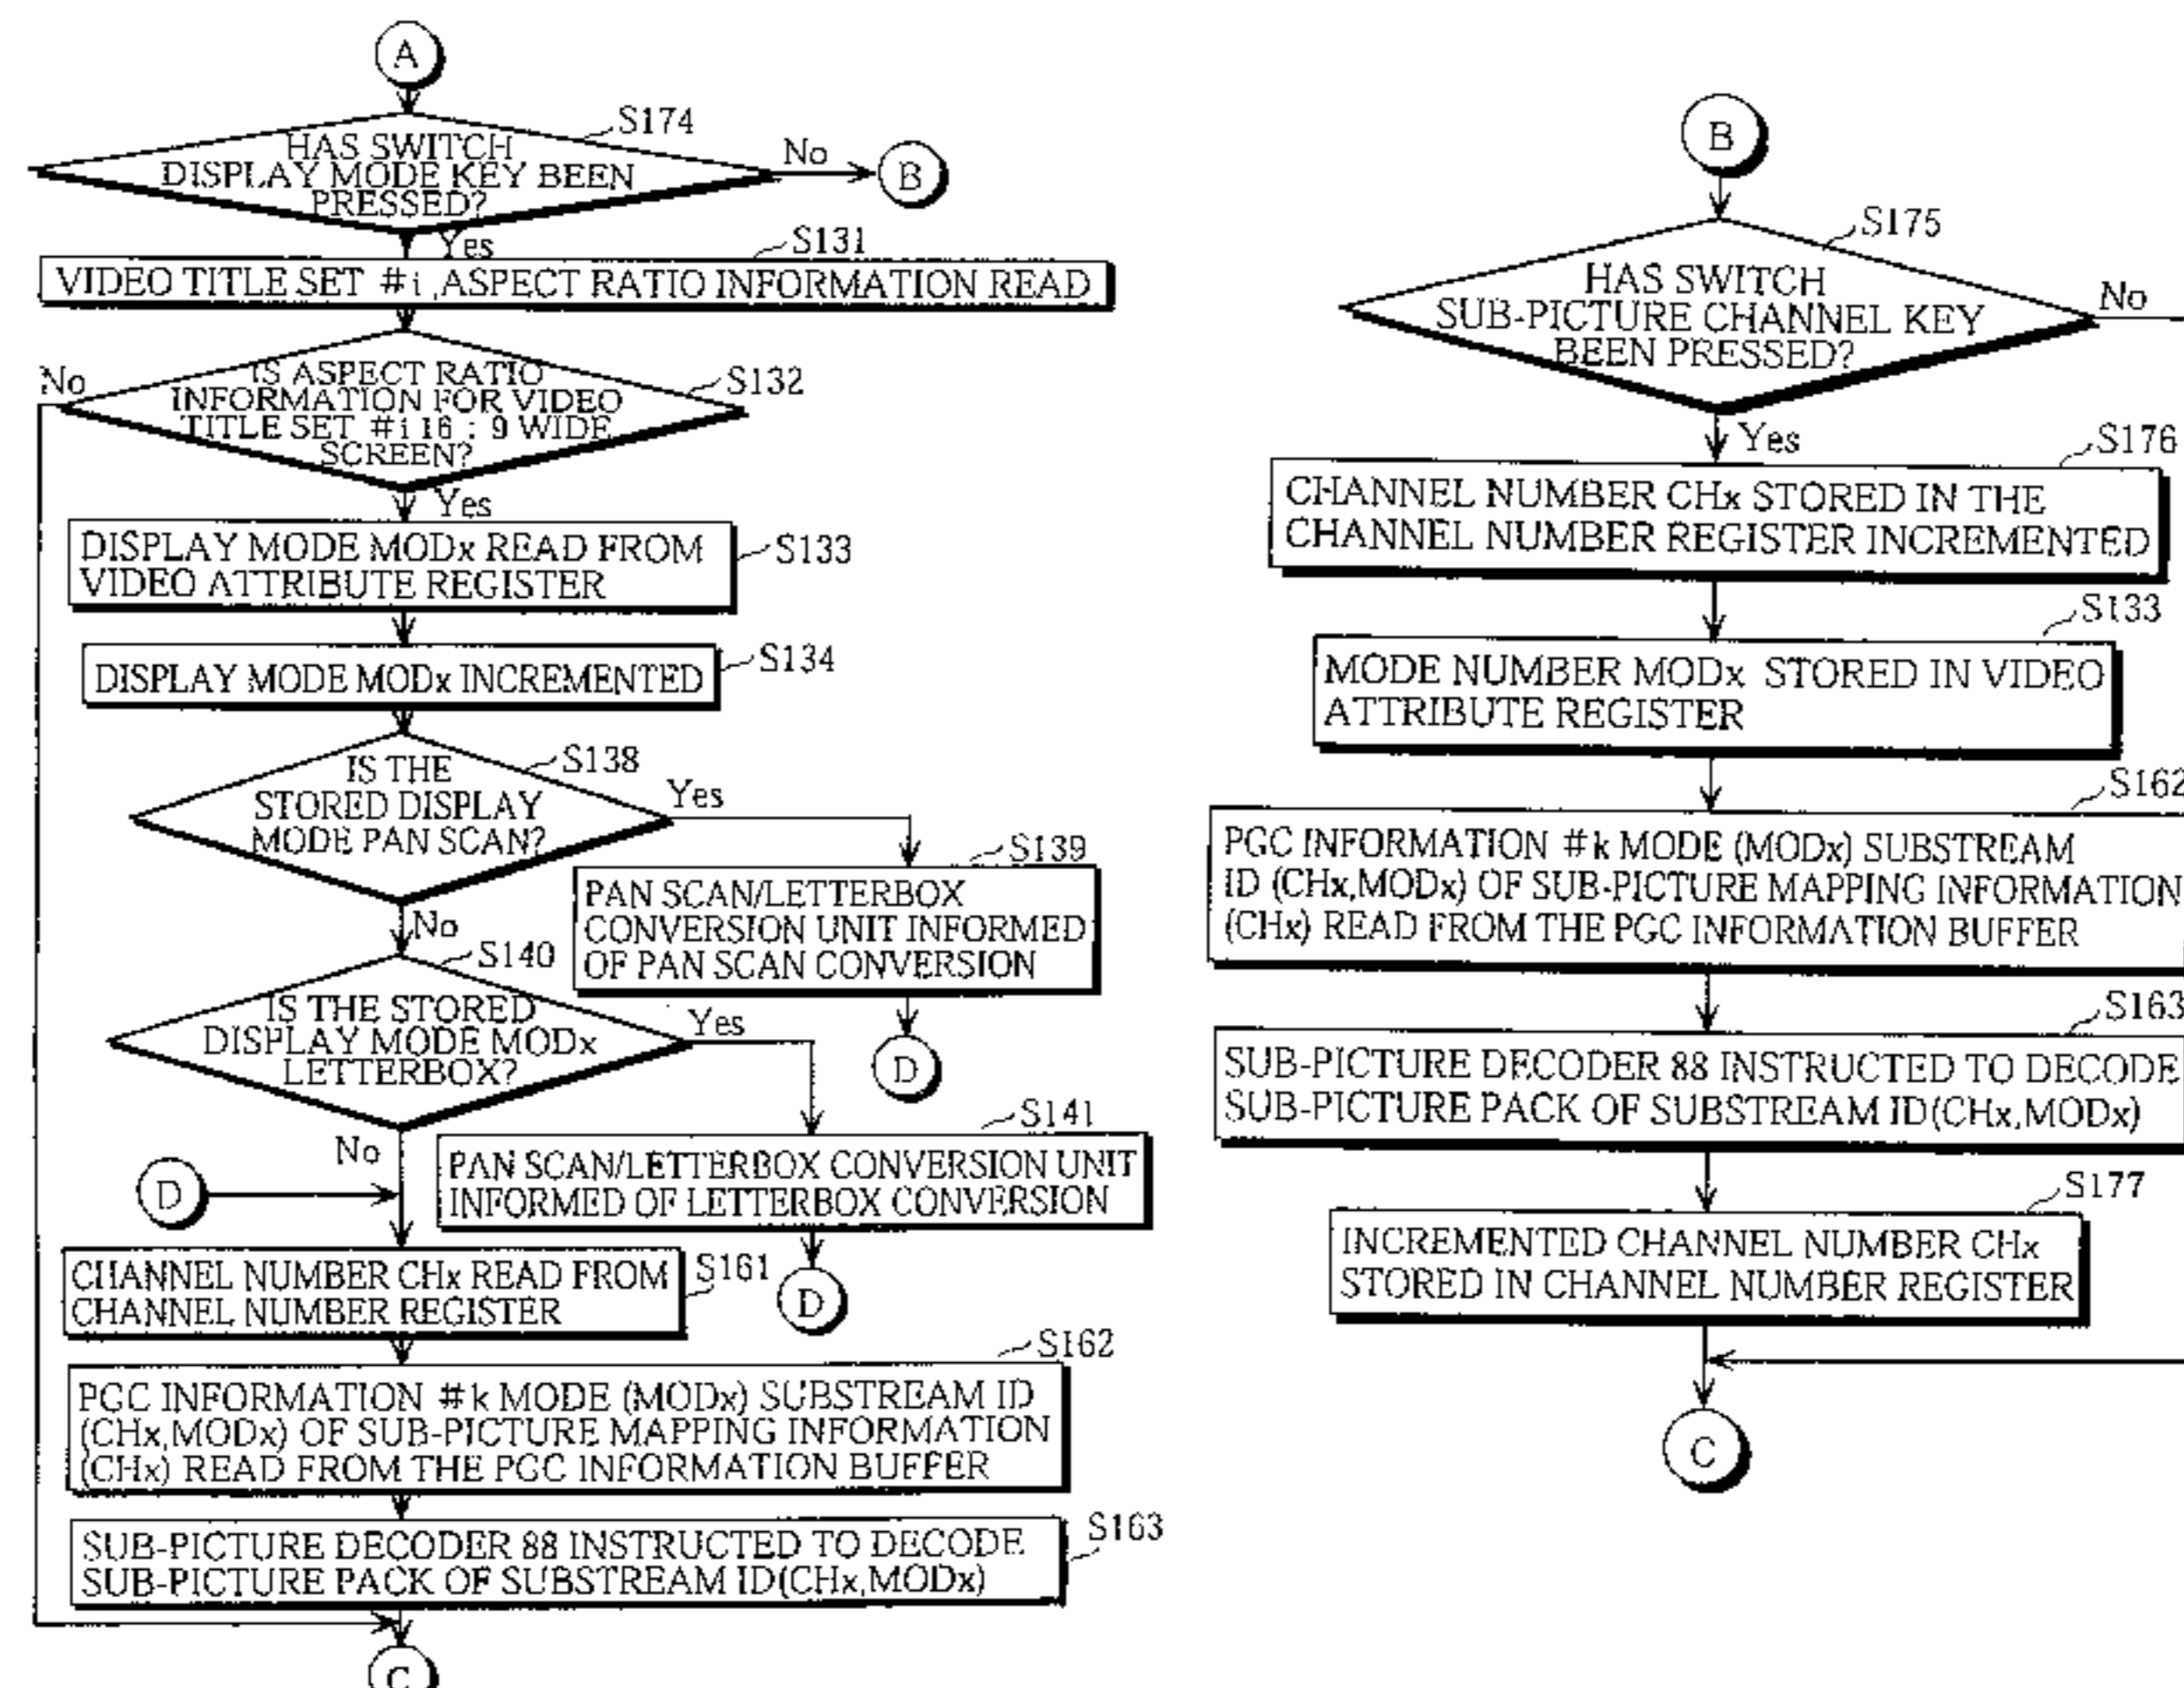 A
S174
HAS SWITCH
DISPLAY MODE KEY BEEN
PRESSED?
No
B
Yes
S131
VIDEO TITLE SET #i ,ASPECT RATIO INFORMATION READ
No
S132
IS ASPECT RATIO
INFORMATION FOR VIDEO
TITLE SET #i 16 : 9 WIDE
SCREEN?
Yes
DISPLAY MODE MODx READ FROM
VIDEO ATTRIBUTE REGISTER
S133
DISPLAY MODE MODx INCREMENTED
S134
S138
IS THE
STORED DISPLAY
MODE PAN SCAN?
Yes
S139
PAN SCAN/LETTERBOX
CONVERSION UNIT INFORMED
OF PAN SCAN CONVERSION
D
No
S140
IS THE STORED
DISPLAY MODE MODx
LETTERBOX?
Yes
S141
PAN SCAN/LETTERBOX CONVERSION UNIT
INFORMED OF LETTERBOX CONVERSION
D
No
D
CHANNEL NUMBER CHx READ FROM
CHANNEL NUMBER REGISTER
S161
S162
PGC INFORMATION #k MODE (MODx) SUBSTREAM ID
(CHx,MODx) OF SUB-PICTURE MAPPING INFORMATION
(CHx) READ FROM THE PGC INFORMATION BUFFER
S163
SUB-PICTURE DECODER 88 INSTRUCTED TO DECODE
SUB-PICTURE PACK OF SUBSTREAM ID(CHx,MODx)
C
B
S175
HAS SWITCH
SUB-PICTURE CHANNEL KEY
BEEN PRESSED?
No
Yes
S176
CHANNEL NUMBER CHx STORED IN THE
CHANNEL NUMBER REGISTER INCREMENTED
S133
MODE NUMBER MODx STORED IN VIDEO
ATTRIBUTE REGISTER
S162
PGC INFORMATION #k MODE (MODx) SUBSTREAM
ID (CHx,MODx) OF SUB-PICTURE MAPPING INFORMATION
(CHx) READ FROM THE PGC INFORMATION BUFFER
S163
SUB-PICTURE DECODER 88 INSTRUCTED TO DECODE
SUB-PICTURE PACK OF SUBSTREAM ID(CHx,MODx)
S177
INCREMENTED CHANNEL NUMBER CHx
STORED IN CHANNEL NUMBER REGISTER
C